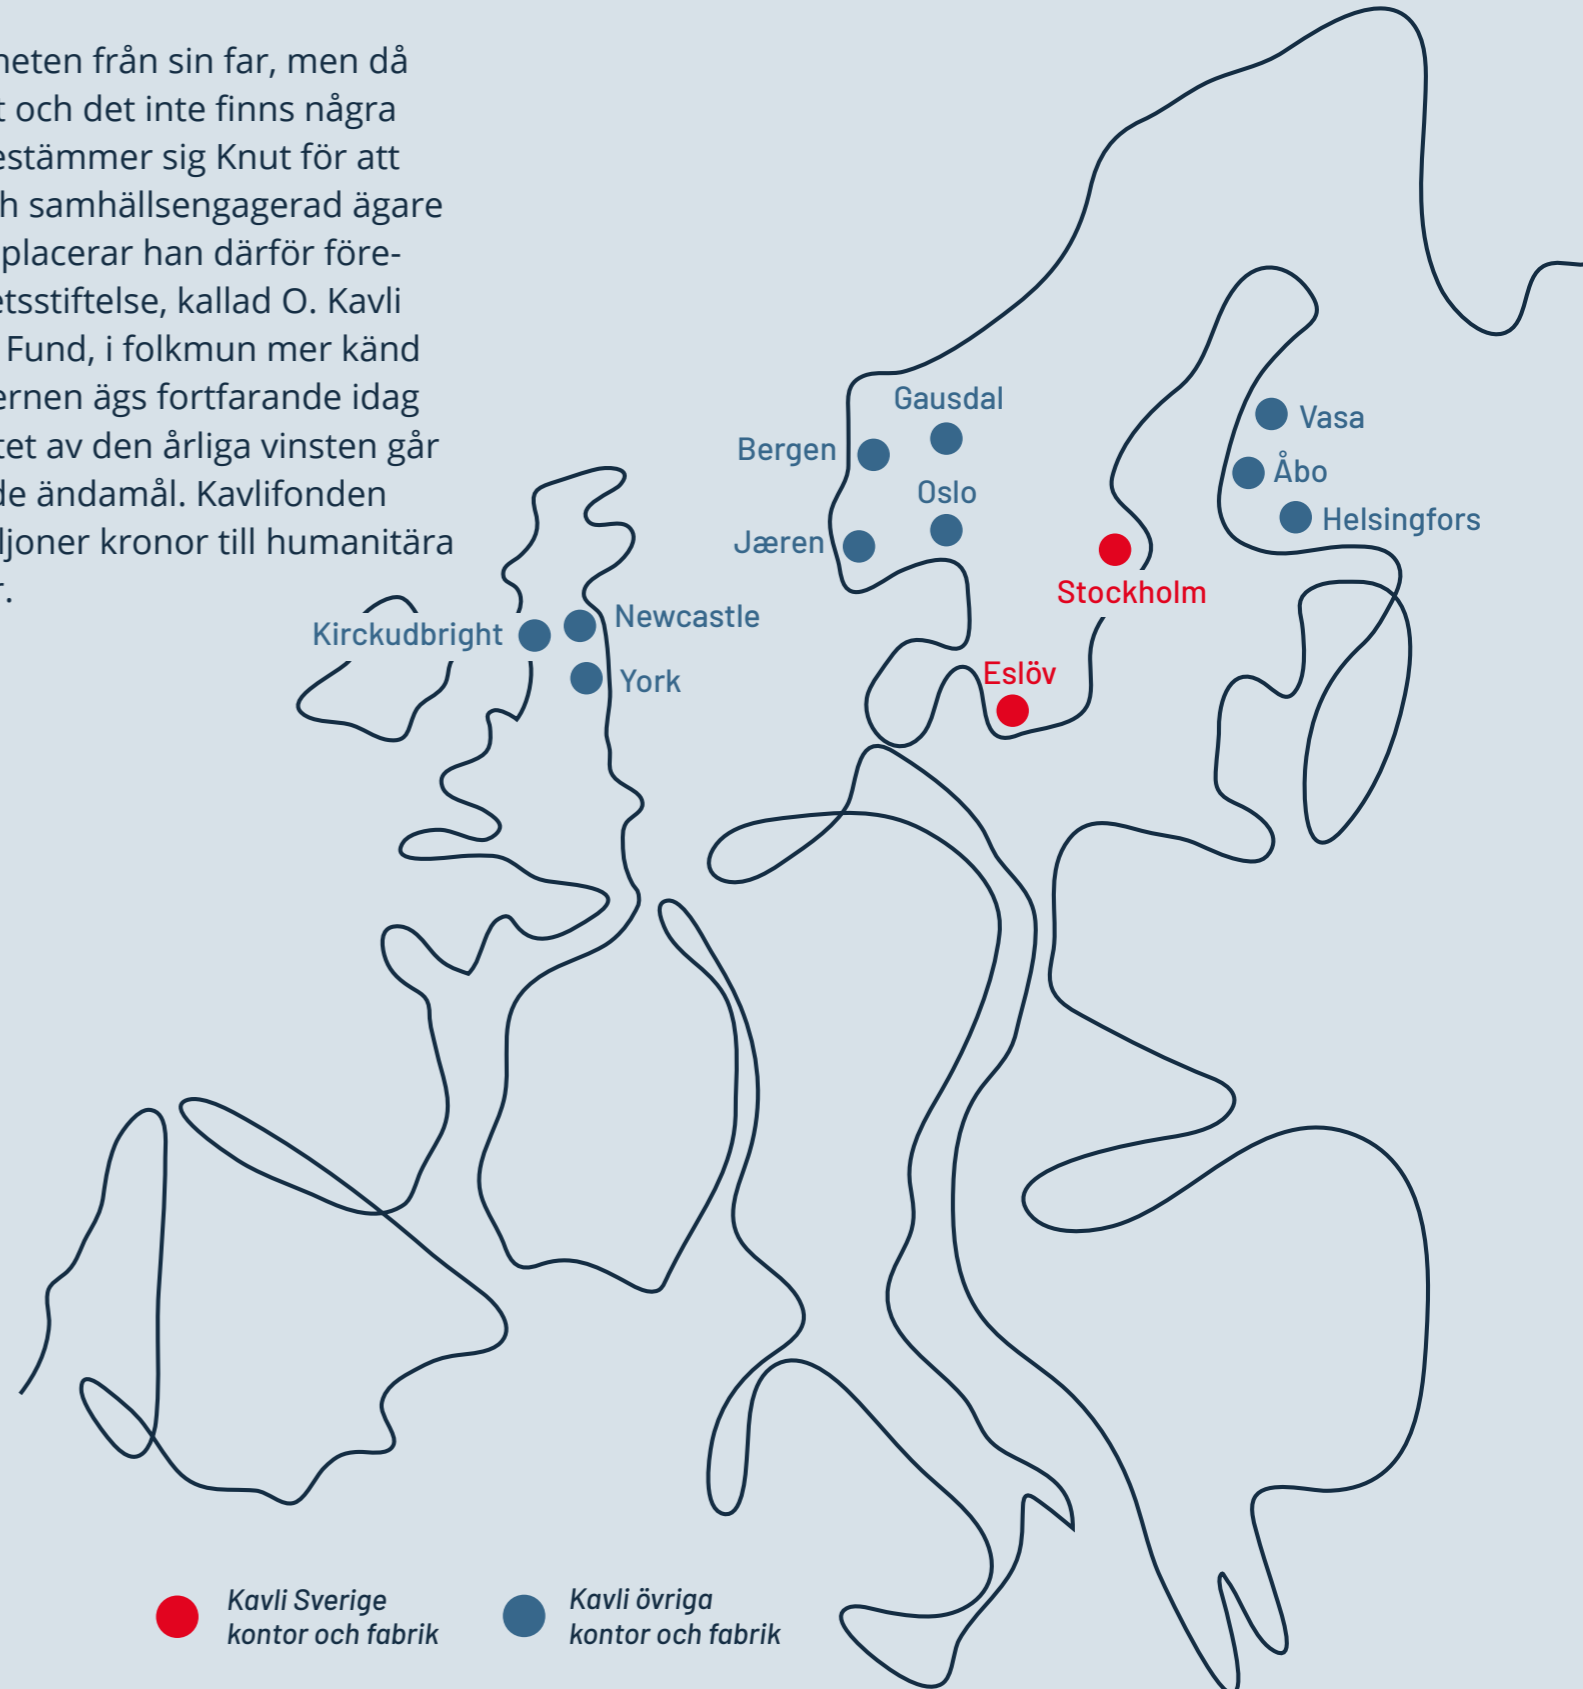 heten från sin far, men då
t och det inte finns några
estämmer sig Knut för att
h samhällsengagerad ägare
placerar han därför före-
etsstiftelse, kallad O. Kavli
Fund, i folkmun mer känd
ernen ägs fortfarande idag
tet av den årliga vinsten går
de ändamål. Kavlifonden
ljoner kronor till humanitära
r.
Gausdal
Bergen
Oslo
Jæren
Vasa
Åbo
Helsingfors
Stockholm
Eslöv
Kirckudbright
Newcastle
York
Kavli Sverige
kontor och fabrik
Kavli övriga
kontor och fabrik